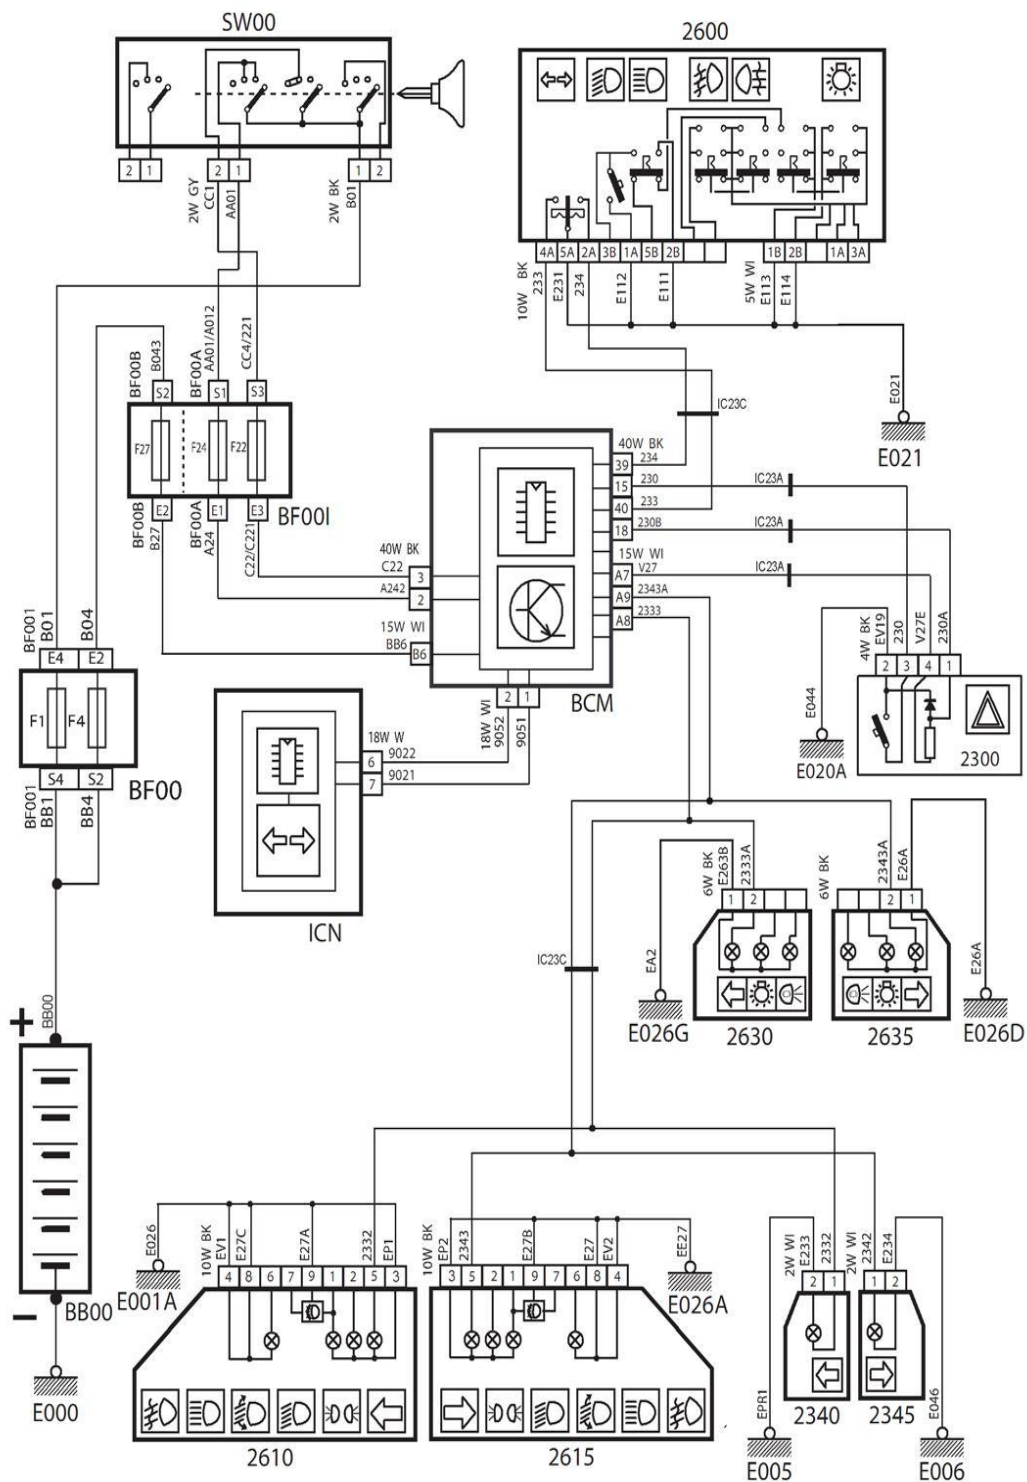 SW00
2600
2 1
2 1
1 2
2W GY
CC1
AA01
2W BK
B01
4A 5A 2A 3B 1A 5B 2B
1B 2B 1A 3A
10W BK
233
E231
234
E112
E111
5W WI
E113
E114
BF00B
B043
BF00A
AA01/A012
CC4/221
S2 S1 S3
F27 F24 F22
E2 E1 E3
BF00I
BF00B
B27
BF00A
A24
C22/C221
IC23C
E021
E021
40W BK
39 234
15 230
40 233
18 230B
15W WI
A7 V27
A9 2343A
A8 2333
IC23A
IC23A
IC23A
40W BK
C22 3
A242 2
15W WI
BB6 B6
BCM
2 1
18W WI
9052
9051
BF001
B01
B04
E4 E2
F1 F4
S4 S2
BF00
BF001
BB1
BB4
18W W
6 9022
7 9021
ICN
4W BK
EV19
230
V27E
230A
2 3 4 1
E044
E020A
2300
6W BK
E263B
2333A
1 2
6W BK
2343A
E26A
2 1
EA2
E026G
2630
2635
E26A
E026D
IC23C
BB00
+
−
BB00
E000
E026
E001A
10W BK
EV1
E27C
E27A
2332
EP1
4 8 6 7 9 1 2 5 3
2610
10W BK
EP2
2343
E27B
E27
EV2
3 5 2 1 9 7 6 8 4
EE27
E026A
2615
2W WI
E233
2332
2 1
2W WI
2342
E234
1 2
2340
2345
EPR1
E005
E046
E006